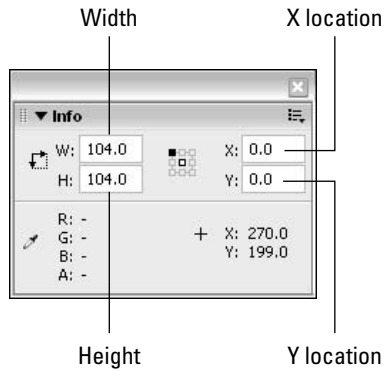 Width X location
Info
W: 104.0 X: 0.0
H: 104.0 Y: 0.0
R: -
G: - + X: 270.0
B: - Y: 199.0
A: -
Height Y location